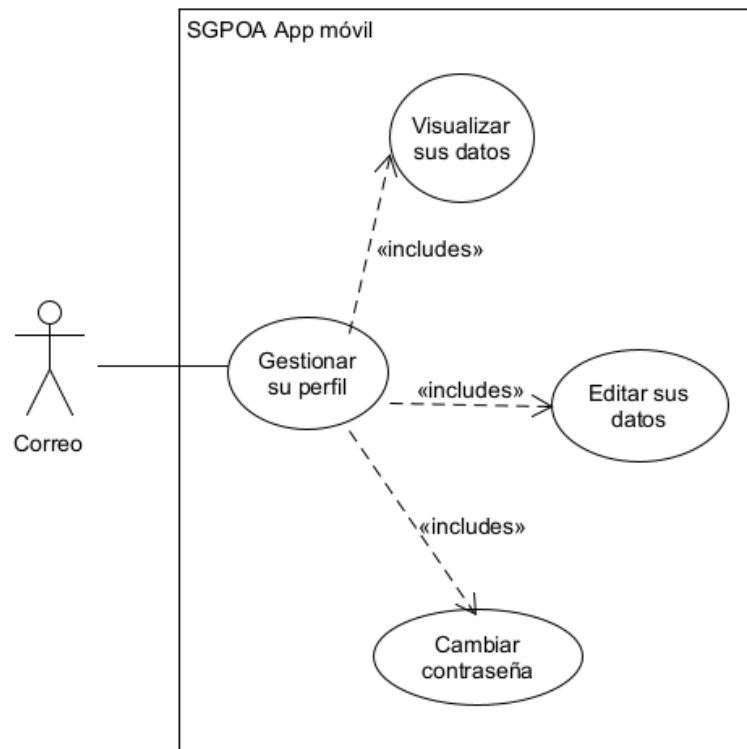 SGPOA App móvil
Visualizar
sus datos
«includes»
Gestionar
su perfil
«includes»
Editar sus
datos
Correo
«includes»
Cambiar
contraseña